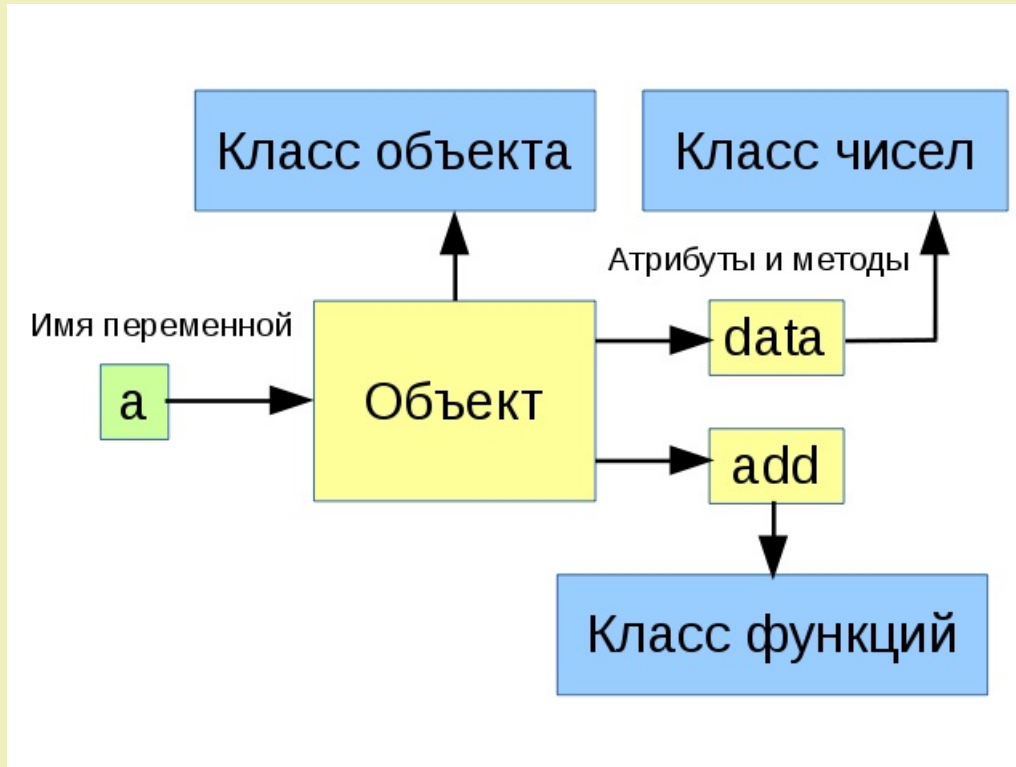 Класс объекта
Класс чисел
Атрибуты и методы
Имя переменной
data
a
Объект
add
Класс функций